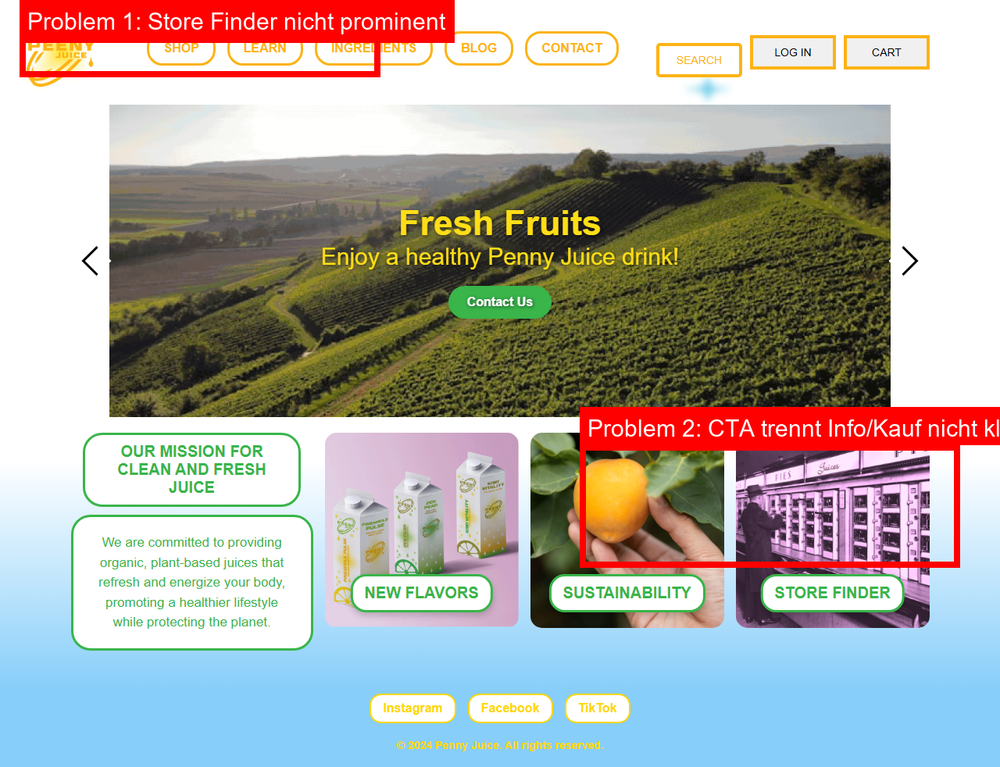 Problem 1: Store Finder nicht prominent
PEENY
JUICE
SHOP
LEARN
INGREDIENTS
BLOG
CONTACT
SEARCH
LOG IN
CART
Fresh Fruits
Enjoy a healthy Penny Juice drink!
Contact Us
Problem 2: CTA trennt Info/Kauf nicht kl
OUR MISSION FOR
CLEAN AND FRESH
JUICE
We are committed to providing
organic, plant-based juices that
refresh and energize your body,
promoting a healthier lifestyle
while protecting the planet.
PINEAPPLE
PULSE
ZEN
PEAR
KIWI
VITALITY
KIWI VITALITY
NEW FLAVORS
SUSTAINABILITY
PIES
Juices
STORE FINDER
Instagram
Facebook
TikTok
© 2024 Penny Juice. All rights reserved.